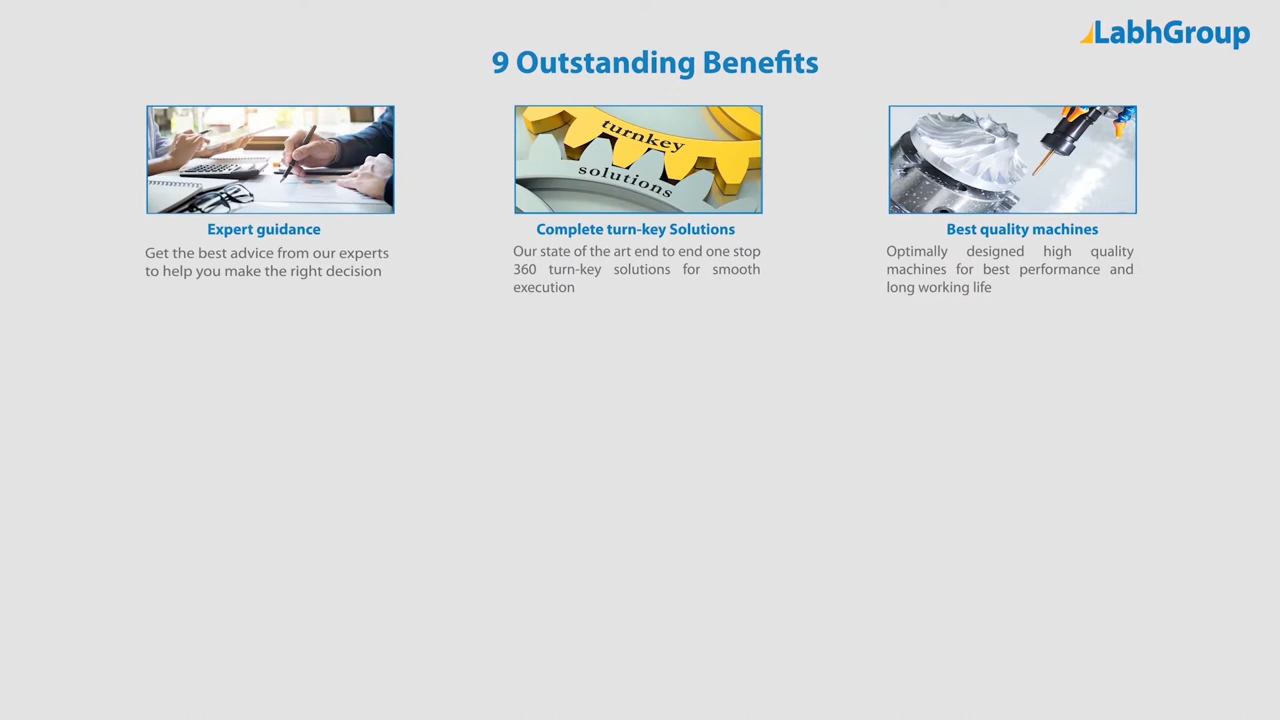 LabhGroup
9 Outstanding Benefits
turnkey
solutions
Expert guidance
Get the best advice from our experts
to help you make the right decision
Complete turn-key Solutions
Our state of the art end to end one stop
360 turn-key solutions for smooth
execution
Best quality machines
Optimally designed high quality
machines for best performance and
long working life